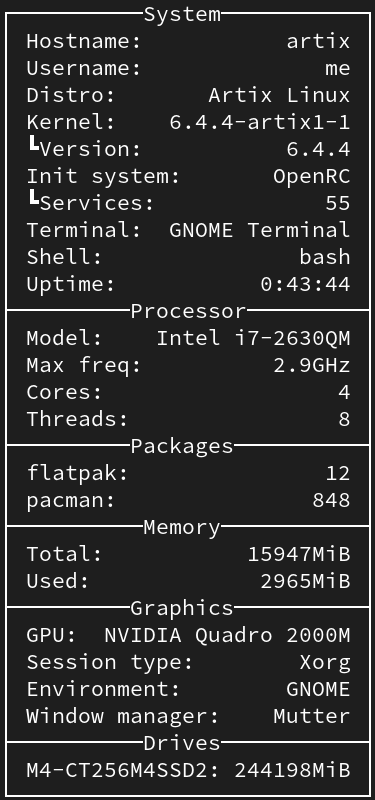 System
Hostname: artix
Username: me
Distro: Artix Linux
Kernel: 6.4.4-artix1-1
┗Version: 6.4.4
Init system: OpenRC
┗Services: 55
Terminal: GNOME Terminal
Shell: bash
Uptime: 0:43:44
Processor
Model: Intel i7-2630QM
Max freq: 2.9GHz
Cores: 4
Threads: 8
Packages
flatpak: 12
pacman: 848
Memory
Total: 15947MiB
Used: 2965MiB
Graphics
GPU: NVIDIA Quadro 2000M
Session type: Xorg
Environment: GNOME
Window manager: Mutter
Drives
M4-CT256M4SSD2: 244198MiB